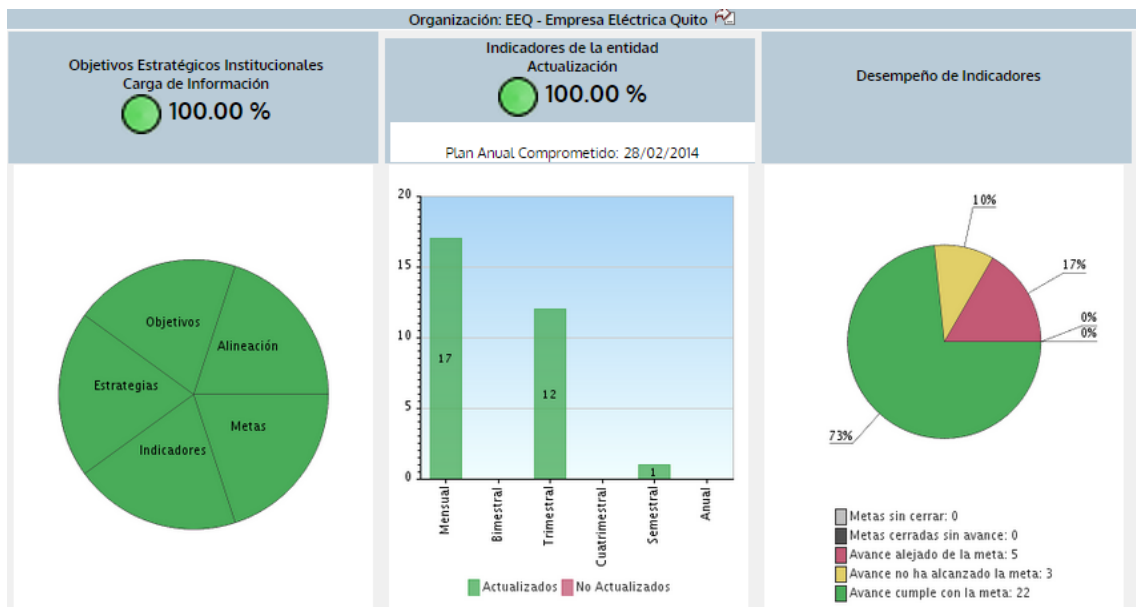 Organización: EEQ - Empresa Eléctrica Quito
Objetivos Estratégicos Institucionales
Carga de Información
100.00 %
Indicadores de la entidad
Actualización
100.00 %
Plan Anual Comprometido: 28/02/2014
Desempeño de Indicadores
Objetivos
Alineación
Estrategias
Metas
Indicadores
20
15
10
5
0
17
12
1
Mensual
Bimestral
Trimestral
Cuatrimestral
Semestral
Anual
Actualizados
No Actualizados
10%
17%
0%
0%
73%
Metas sin cerrar: 0
Metas cerradas sin avance: 0
Avance alejado de la meta: 5
Avance no ha alcanzado la meta: 3
Avance cumple con la meta: 22